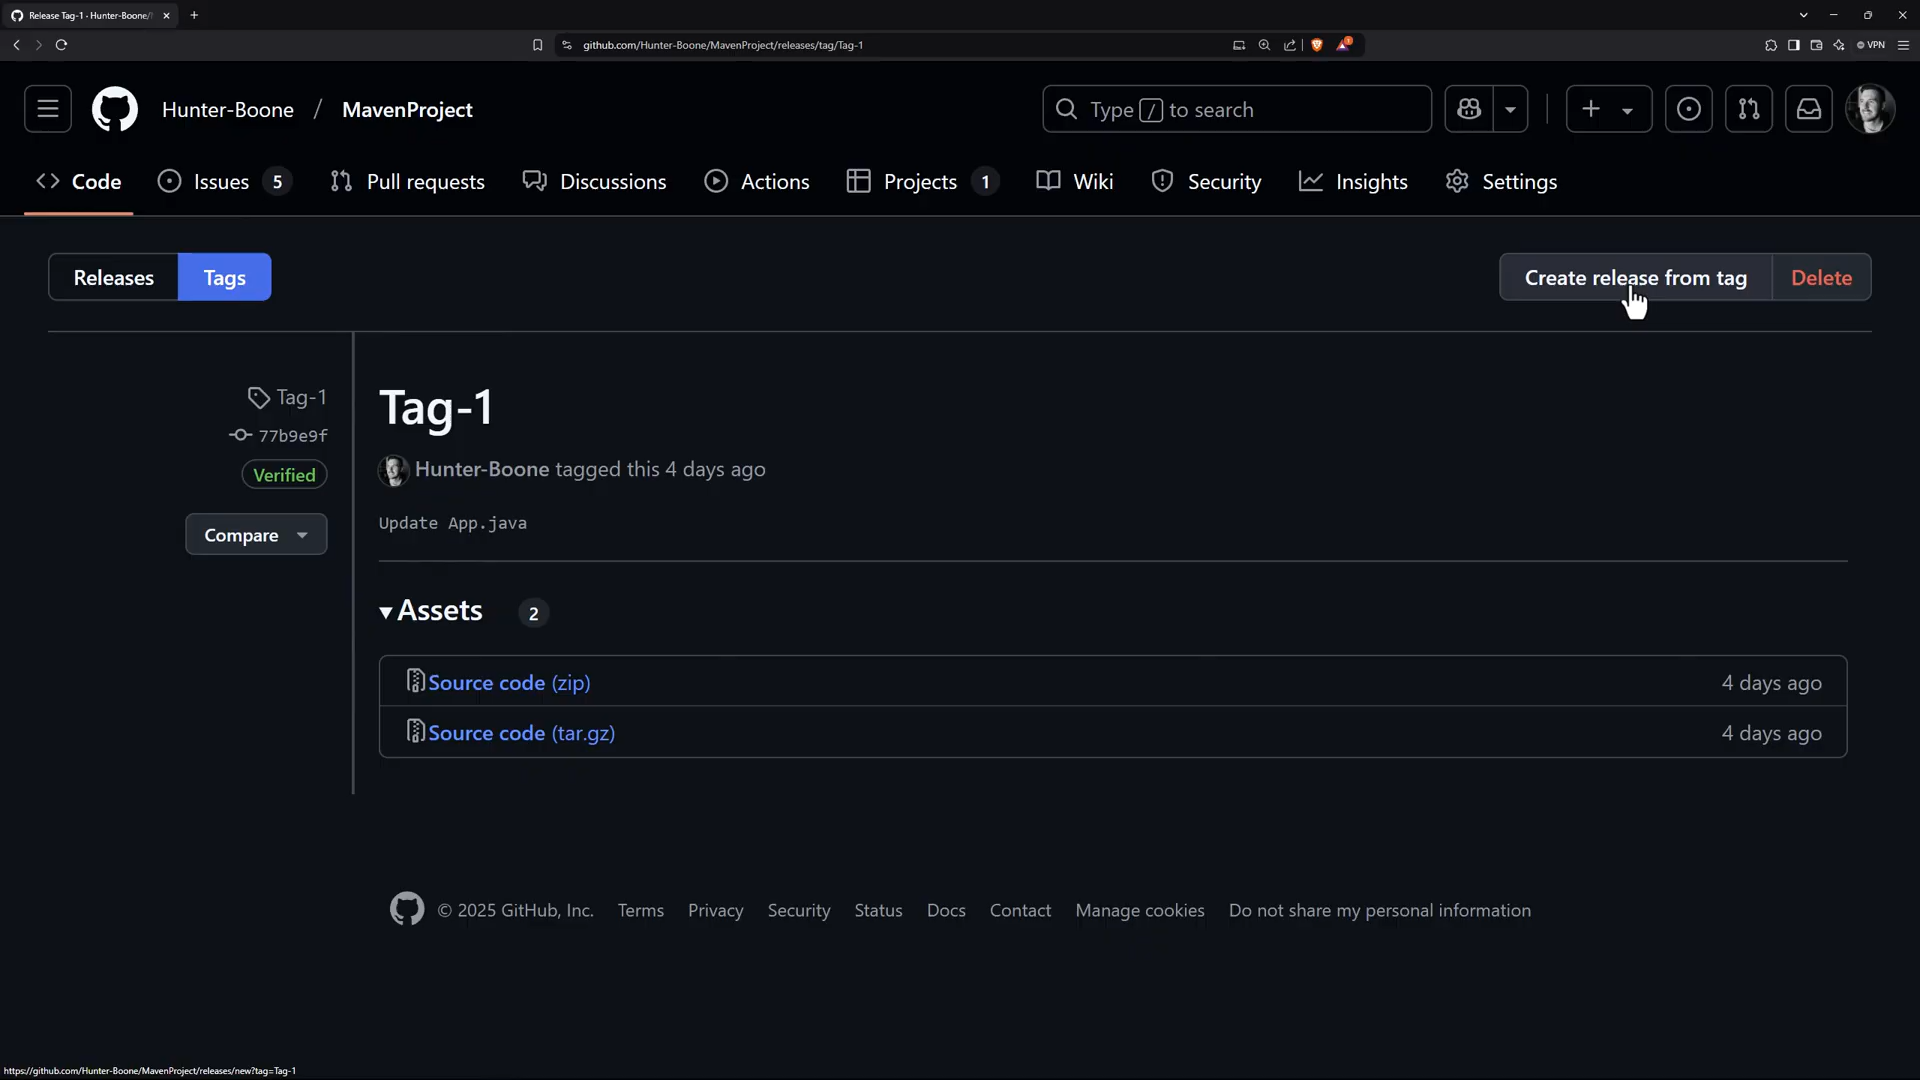 Release Tag-1 · Hunter-Boone/
github.com/Hunter-Boone/MavenProject/releases/tag/Tag-1
VPN
Hunter-Boone / MavenProject
Type / to search
Code
Issues 5
Pull requests
Discussions
Actions
Projects 1
Wiki
Security
Insights
Settings
Releases
Tags
Create release from tag
Delete
Tag-1
77b9e9f
Verified
Compare
Tag-1
Hunter-Boone tagged this 4 days ago
Update App.java
Assets 2
Source code (zip) 4 days ago
Source code (tar.gz) 4 days ago
© 2025 GitHub, Inc. Terms Privacy Security Status Docs Contact Manage cookies Do not share my personal information
https://github.com/Hunter-Boone/MavenProject/releases/new?tag=Tag-1